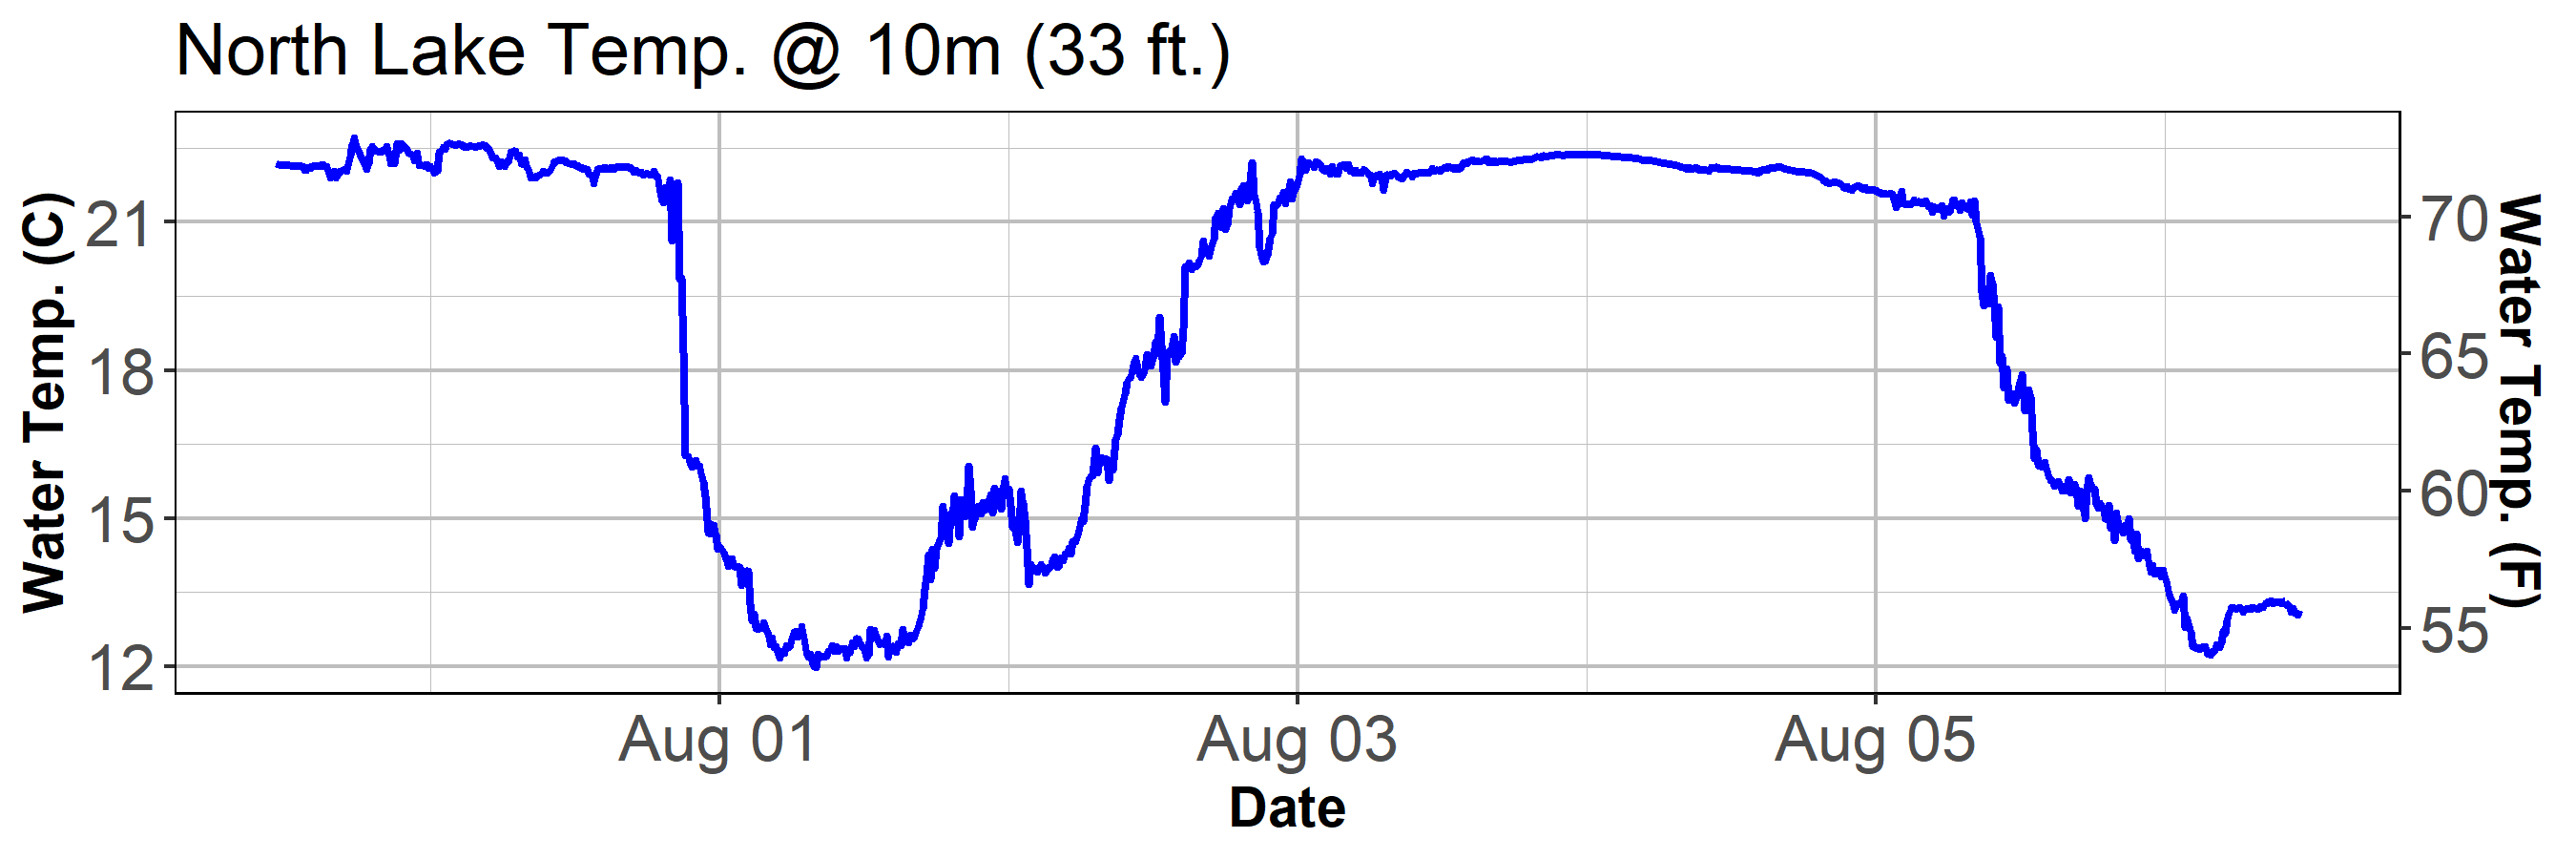 North Lake Temp. @ 10m (33 ft.)
Water Temp. (C)
21
18
15
12
70
65
60
55
Water Temp. (F)
Aug 01
Aug 03
Aug 05
Date